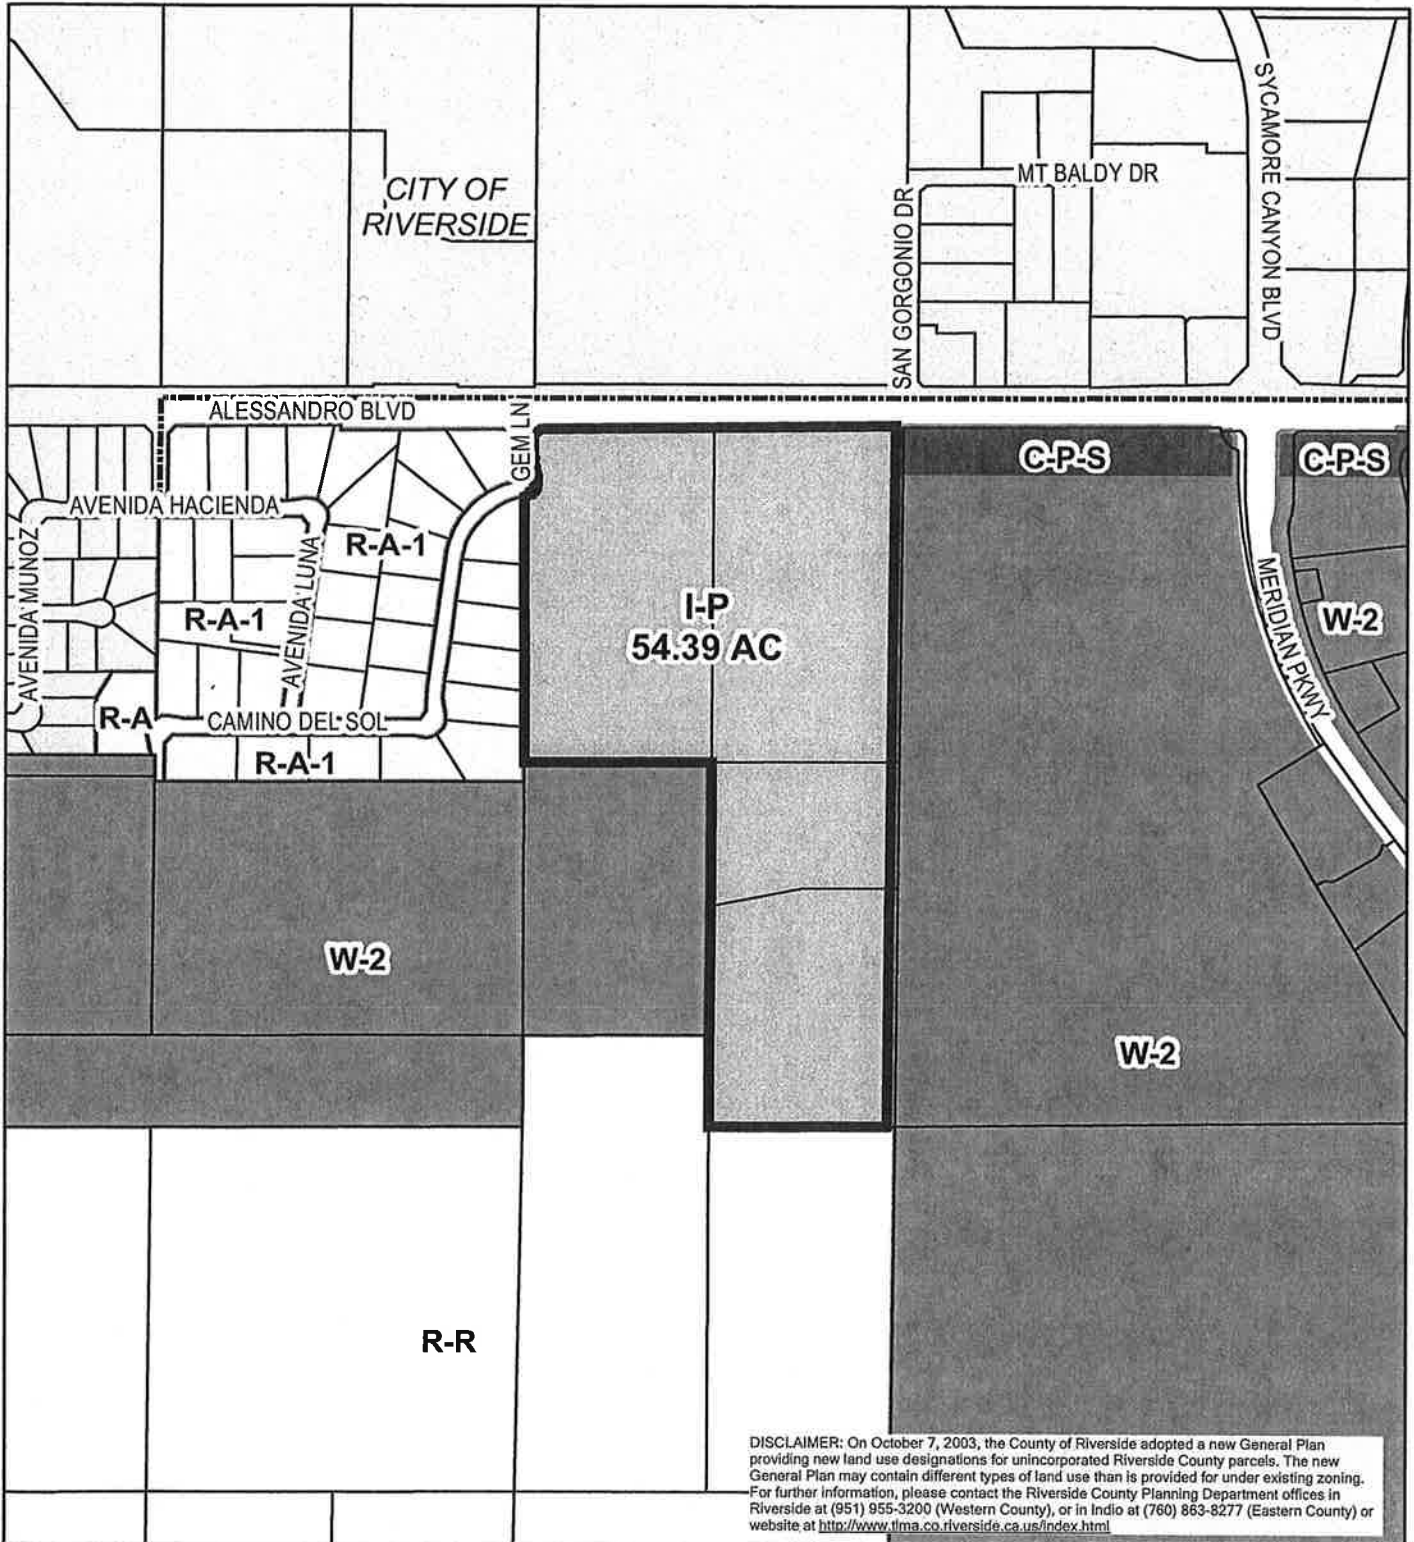 CITY OF
RIVERSIDE
SYCAMORE CANYON BLVD
MT BALDY DR
SAN GORGONIO DR
ALESSANDRO BLVD
GEM LN
C-P-S
C-P-S
AVENIDA HACIENDA
AVENIDA MUNOZ
R-A-1
AVENIDA LUNA
R-A-1
I-P
54.39 AC
MERIDIAN PKWY
W-2
R-A
CAMINO DEL SOL
R-A-1
W-2
W-2
R-R
DISCLAIMER: On October 7, 2003, the County of Riverside adopted a new General Plan
providing new land use designations for unincorporated Riverside County parcels. The new
General Plan may contain different types of land use than is provided for under existing zoning.
For further information, please contact the Riverside County Planning Department offices in
Riverside at (951) 955-3200 (Western County), or in Indio at (760) 863-8277 (Eastern County) or
website at http://www.tlma.co.riverside.ca.us/index.html